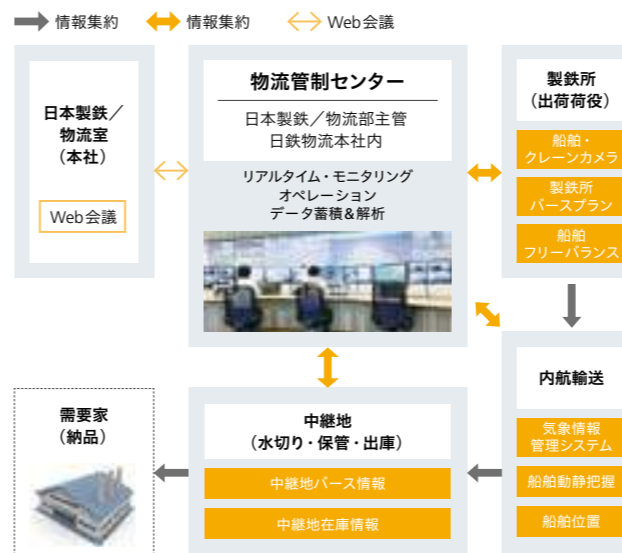 情報集約
情報集約
Web会議
日本製鉄／
物流室
（本社）
Web会議
物流管制センター
日本製鉄／物流部主管
日鉄物流本社内
リアルタイム・モニタリング
オペレーション
データ蓄積＆解析
製鉄所
（出荷荷役）
船舶・
クレーンカメラ
製鉄所
バースプラン
船舶
フリーバランス
内航輸送
気象情報
管理システム
船舶動静把握
船舶位置
中継地
（水切り・保管・出庫）
中継地バース情報
中継地在庫情報
需要家
（納品）